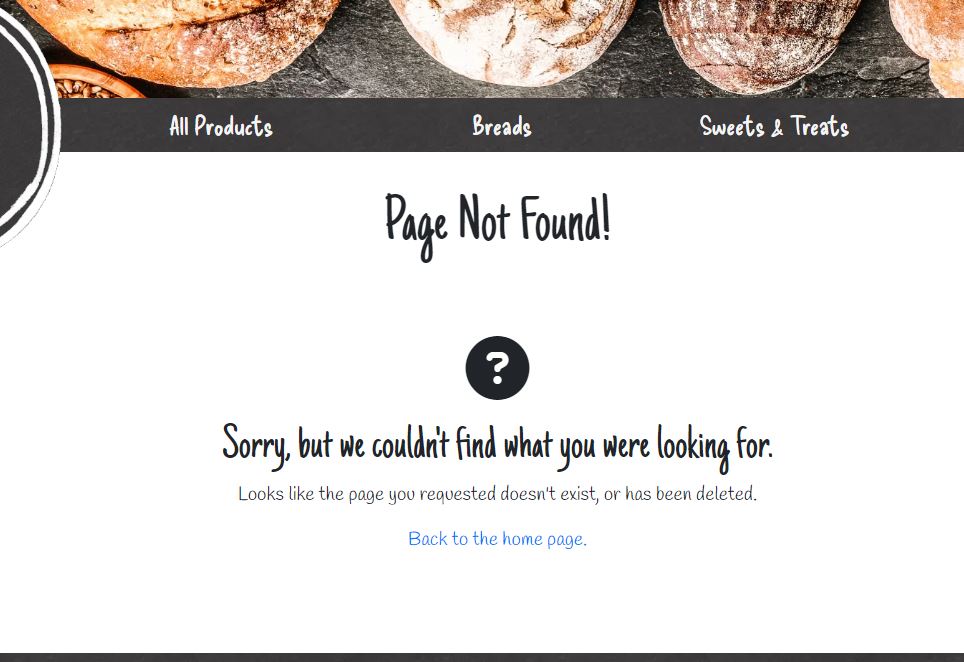 All Products Breads Sweets & Treats
Page Not Found!
?
Sorry, but we couldn't find what you were looking for.
Looks like the page you requested doesn't exist, or has been deleted.
Back to the home page.